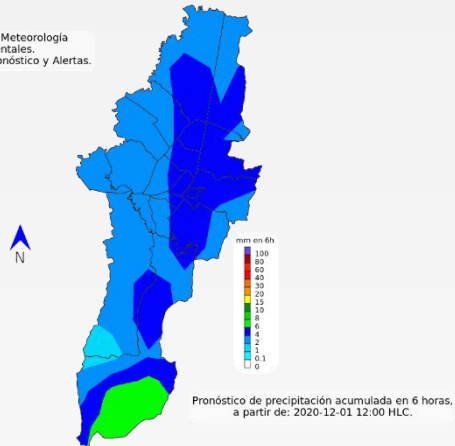 Meteorología
entales.
onóstico y Alertas.
N
mm en 6h
100
80
60
40
30
20
15
10
8
6
4
2
1
0.1
0
Pronóstico de precipitación acumulada en 6 horas,
a partir de: 2020-12-01 12:00 HLC.